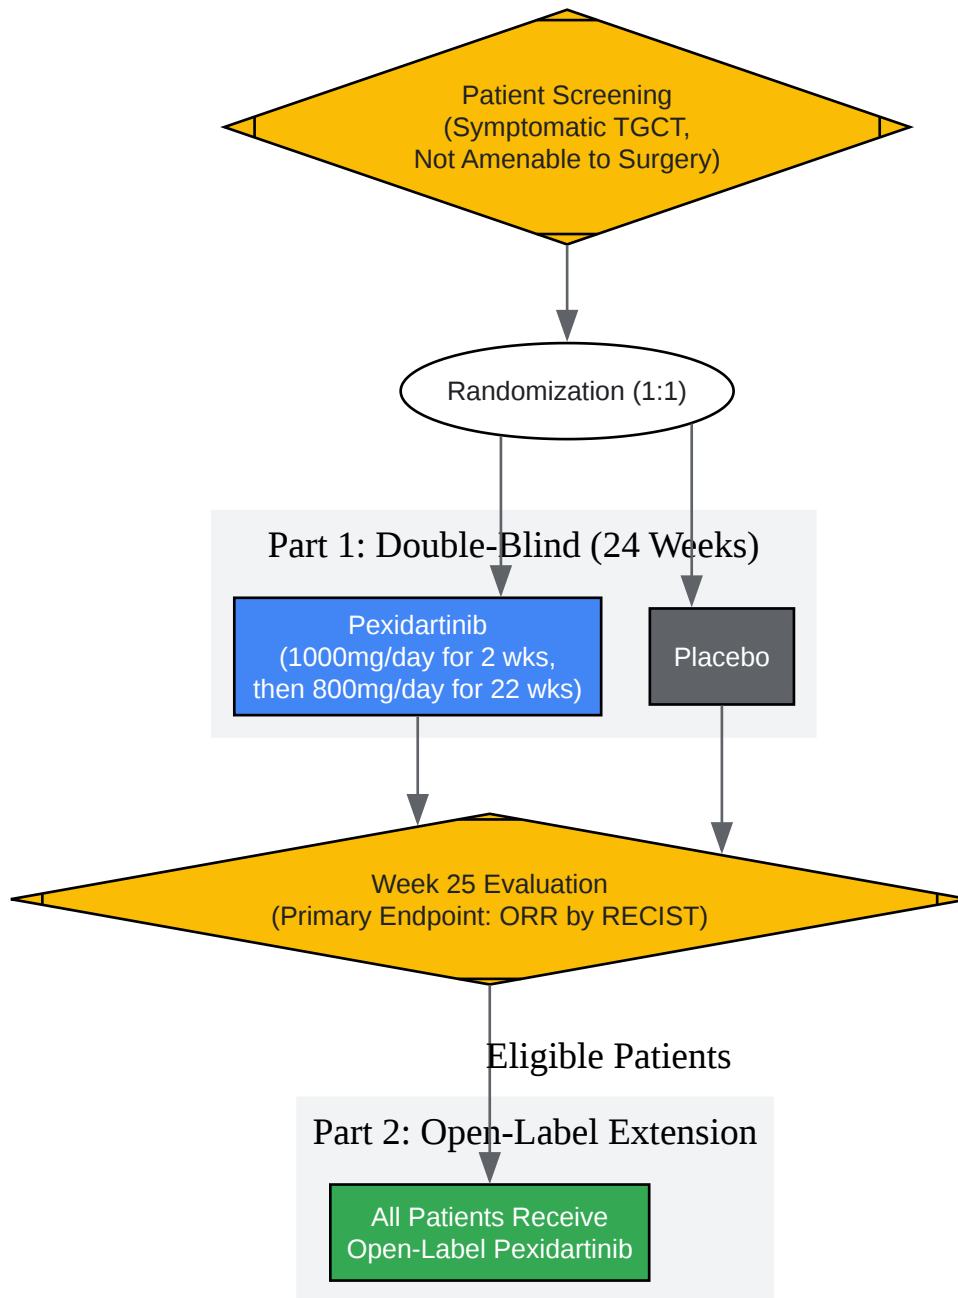 Patient Screening
(Symptomatic TGCT,
Not Amenable to Surgery)
Randomization (1:1)
Part 1: Double-Blind (24 Weeks)
Pexidartinib
(1000mg/day for 2 wks,
then 800mg/day for 22 wks)
Placebo
Week 25 Evaluation
(Primary Endpoint: ORR by RECIST)
Eligible Patients
Part 2: Open-Label Extension
All Patients Receive
Open-Label Pexidartinib